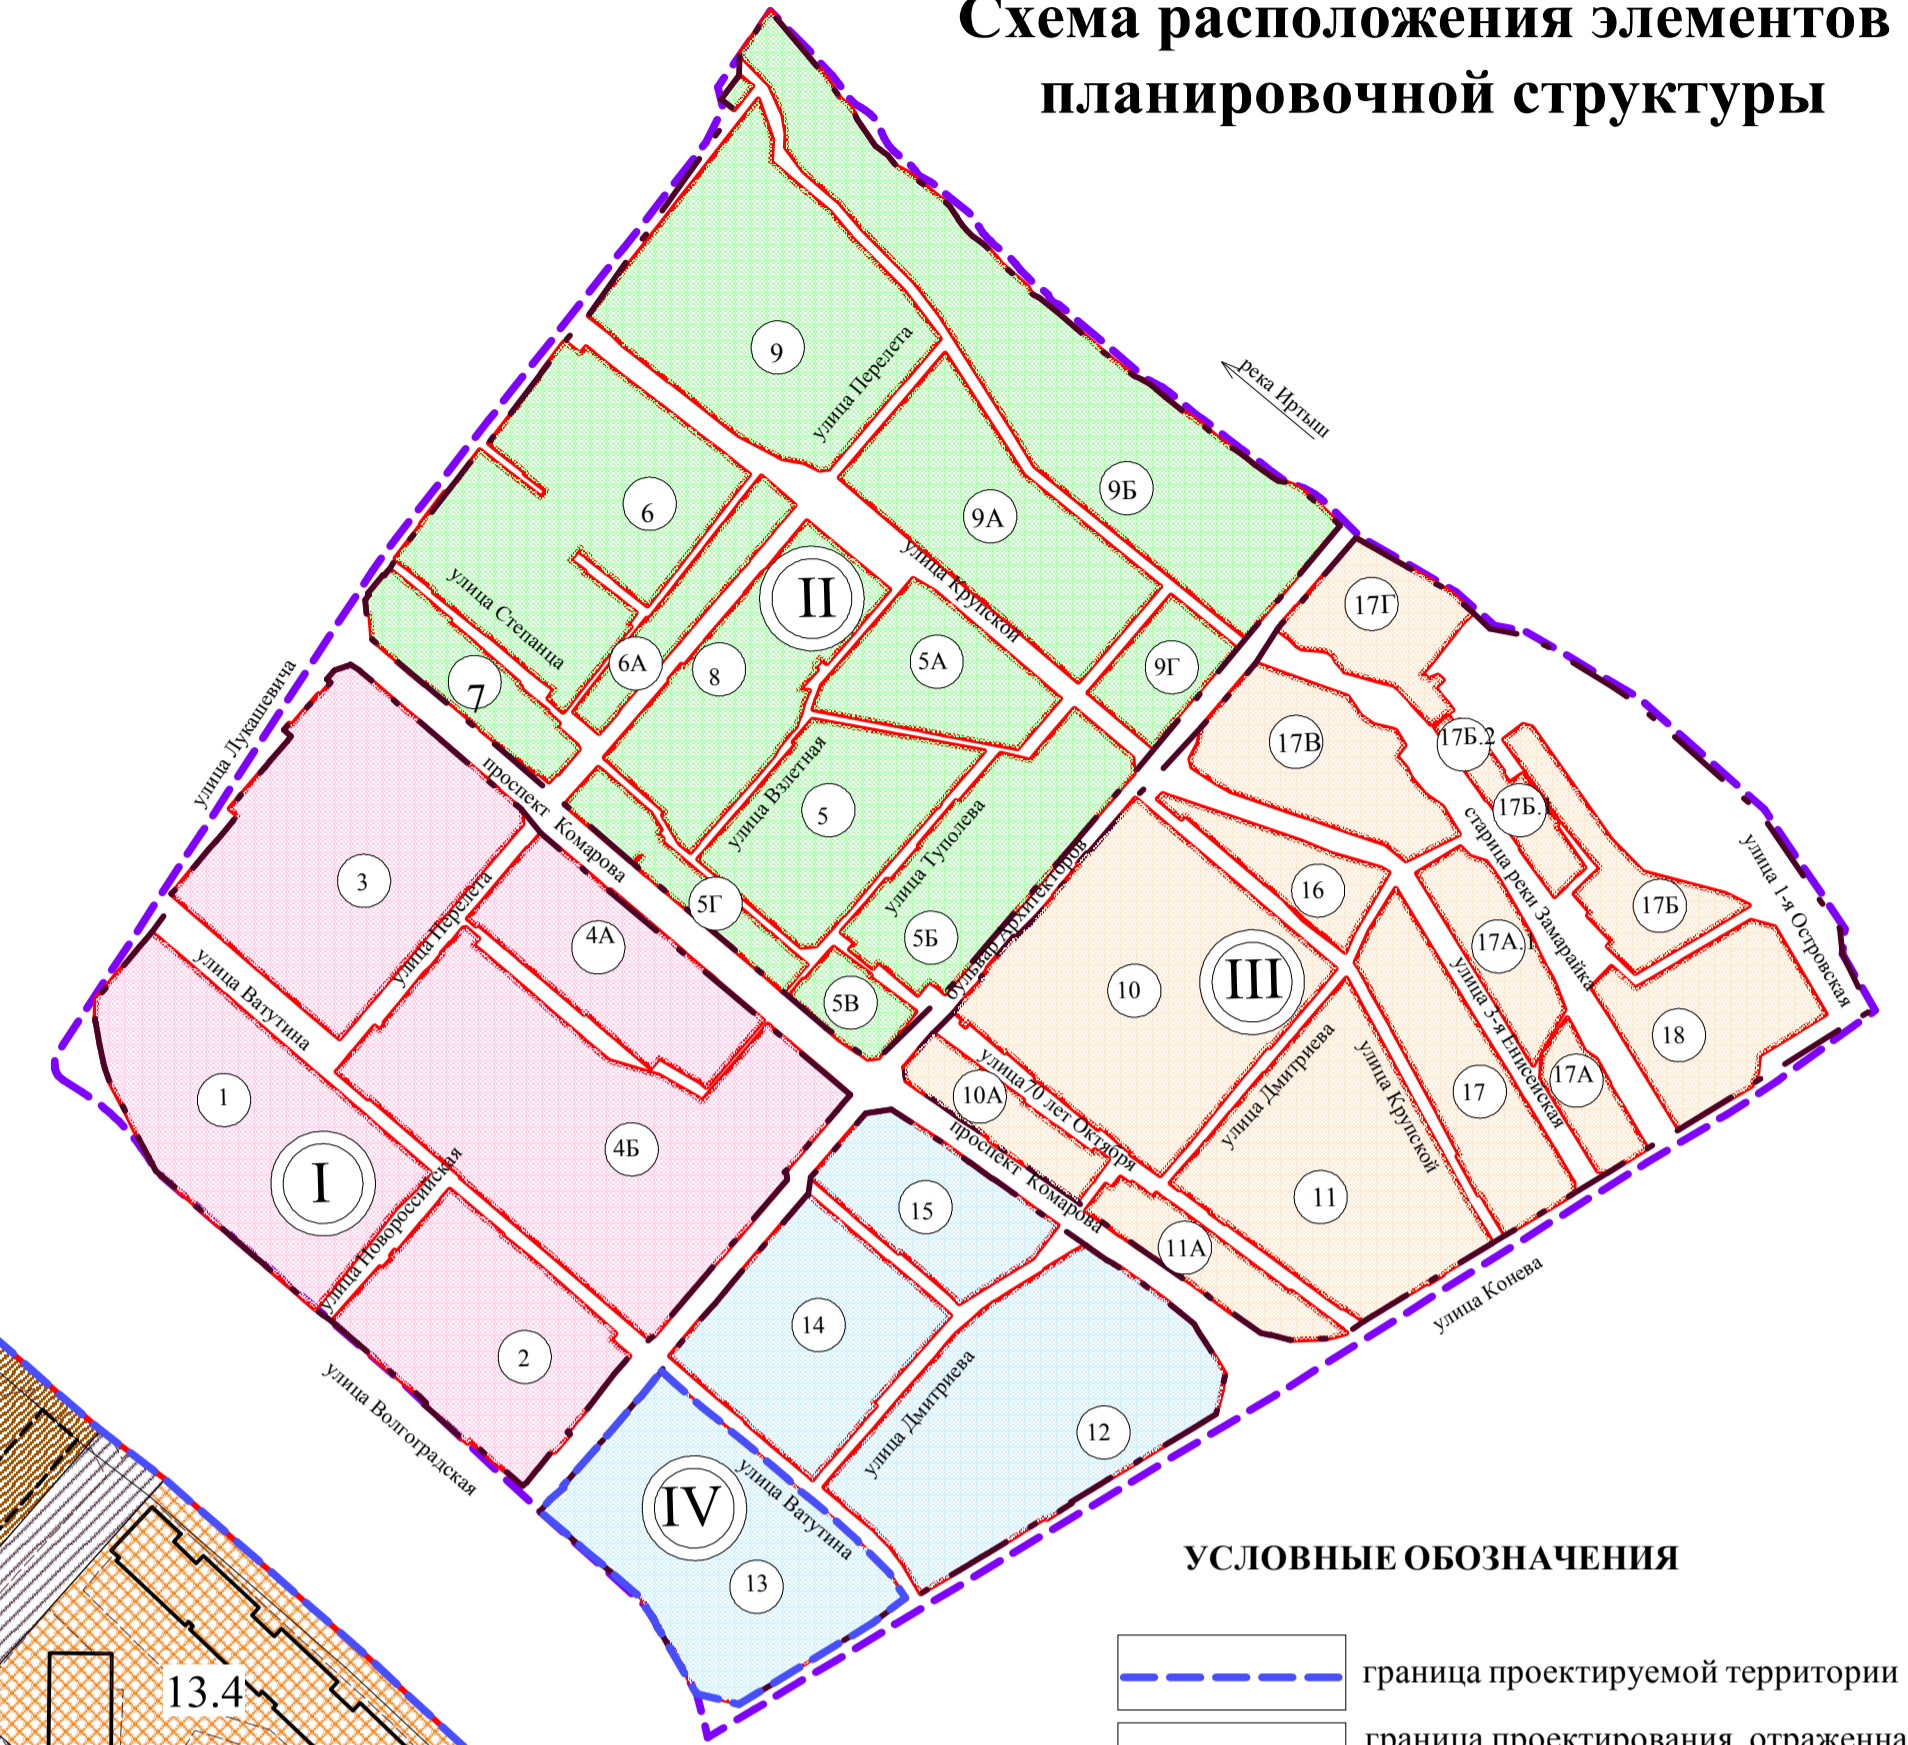 Схема расположения элементов
планировочной структуры
9
улица Перелета
река Иртыш
6
9А
9Б
улица Крупской
II
улица Степанца
6А
8
5А
9Г
7
17Г
17В
17Б.2
17Б.1
17Б
улица Лукашевича
проспект Комарова
улица Взлетная
5
улица Туполева
старица реки Замарайка
улица 1-я Островская
3
улица Перелета
4А
5Г
5Б
5В
бульвар Архитекторов
16
10
III
17А.1
улица 3-я Енисейская
18
улица Ватутина
1
I
4Б
10А
улица 70 лет Октября
улица Дмитриева
улица Крупской
17
17А
улица Новороссийская
проспект Комарова
15
11
11А
14
2
улица Конева
улица Волгоградская
улица Дмитриева
12
IV
улица Ватутина
13
13.4
УСЛОВНЫЕ ОБОЗНАЧЕНИЯ
граница проектируемой территории
граница проектирования, отраженна